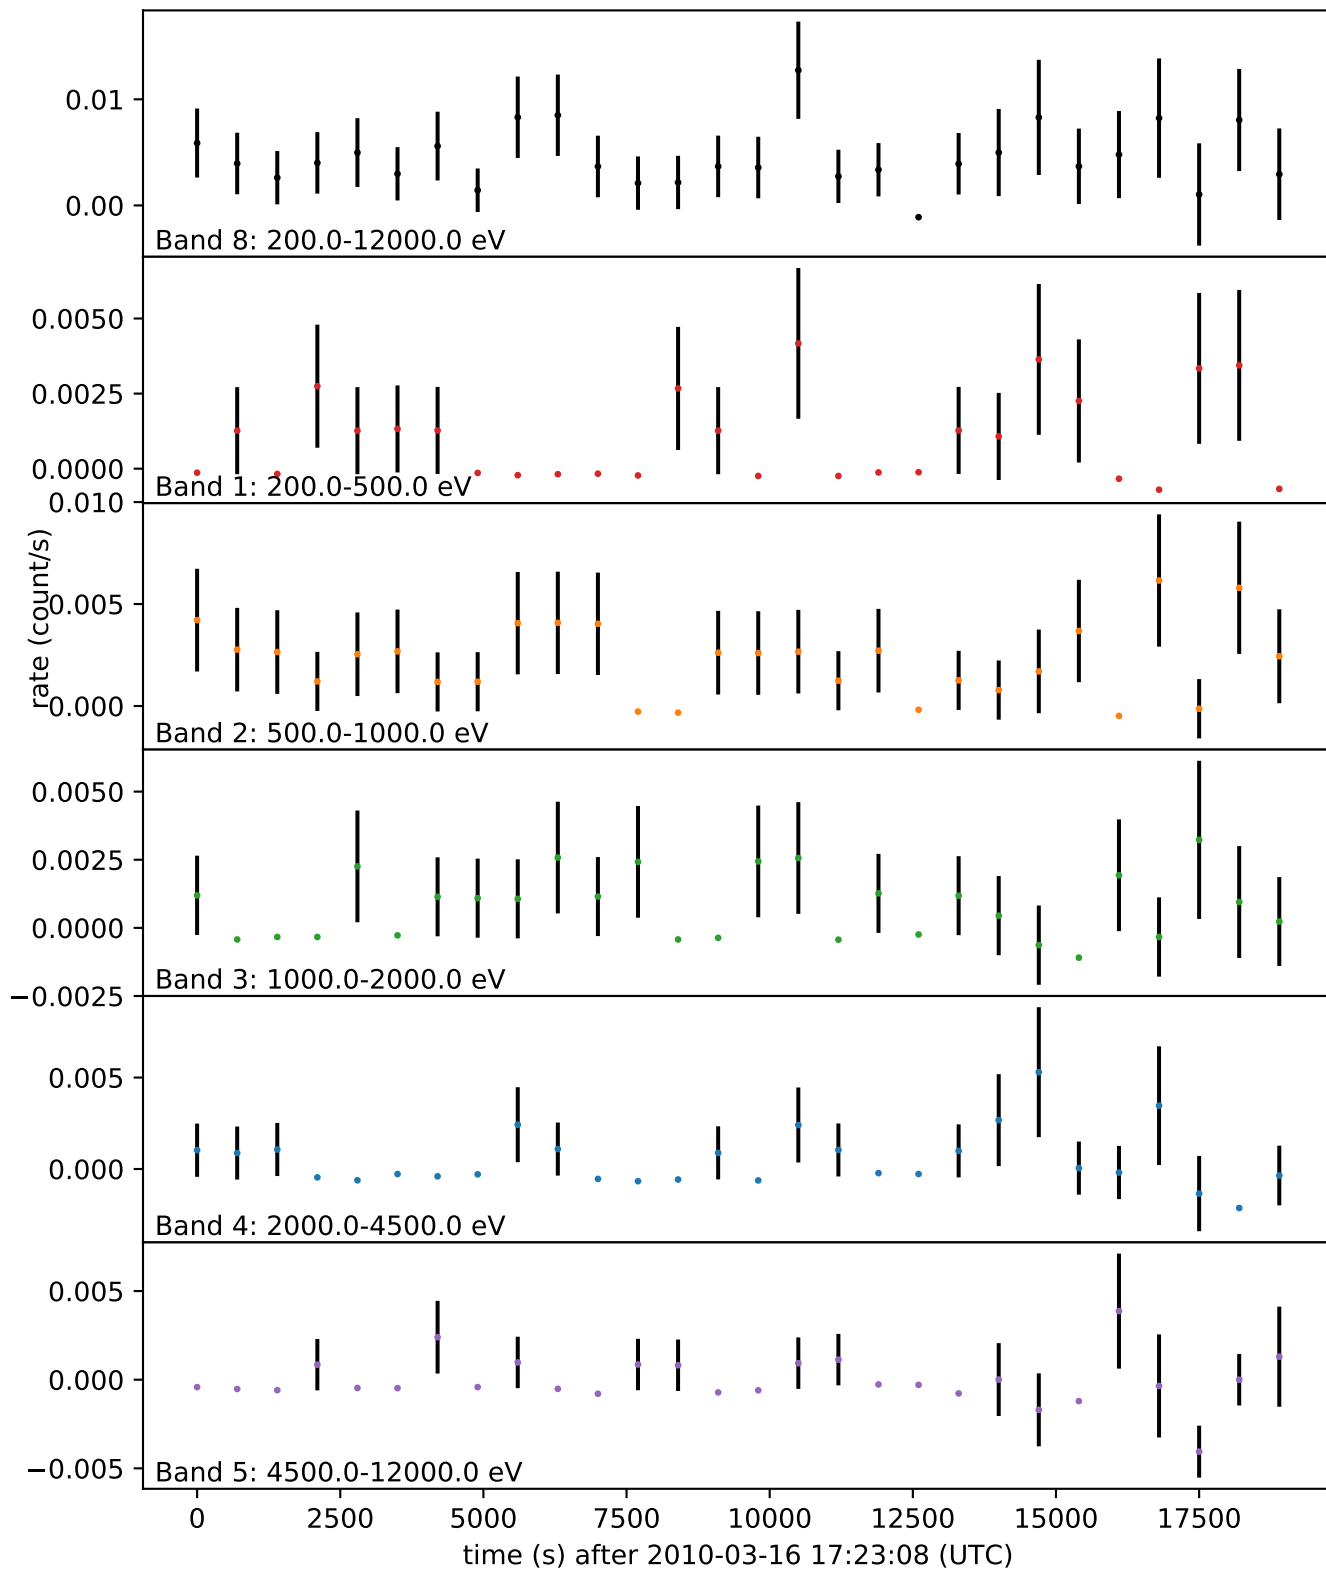 0.01
0.00
Band 8: 200.0-12000.0 eV
0.0050
0.0025
0.0000
Band 1: 200.0-500.0 eV
0.010
0.005
0.000
Band 2: 500.0-1000.0 eV
rate (count/s)
0.0050
0.0025
0.0000
−0.0025
Band 3: 1000.0-2000.0 eV
0.005
0.000
Band 4: 2000.0-4500.0 eV
0.005
0.000
−0.005
Band 5: 4500.0-12000.0 eV
0 2500 5000 7500 10000 12500 15000 17500
time (s) after 2010-03-16 17:23:08 (UTC)